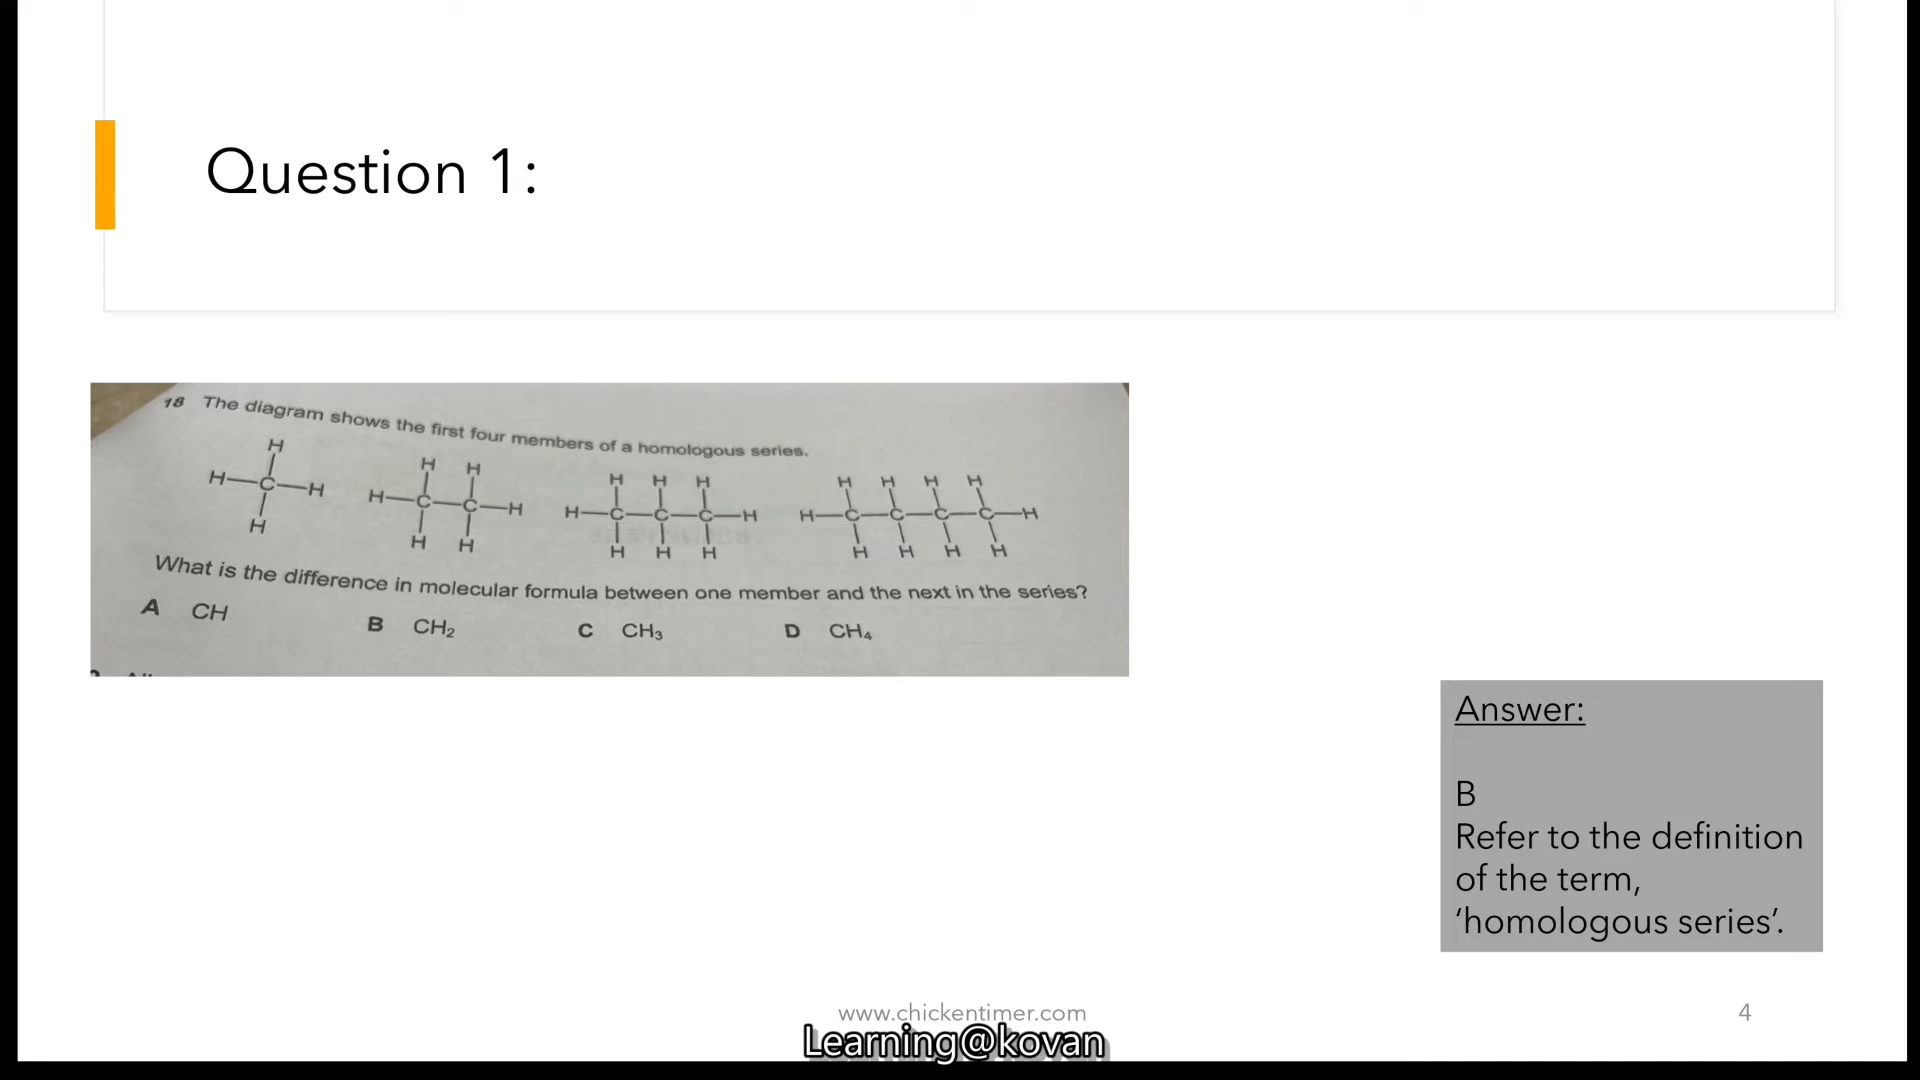 Question 1:
18 The diagram shows the first four members of a homologous series.
H
H—C—H
H
H H
H—C—C—H
H H
H H H
H—C—C—C—H
H H H
H H H H
H—C—C—C—C—H
H H H H
What is the difference in molecular formula between one member and the next in the series?
A CH B CH₂ C CH₃ D CH₄
Answer:
B
Refer to the definition
of the term,
‘homologous series’.
www.chickentimer.com
4
Learning@kovan